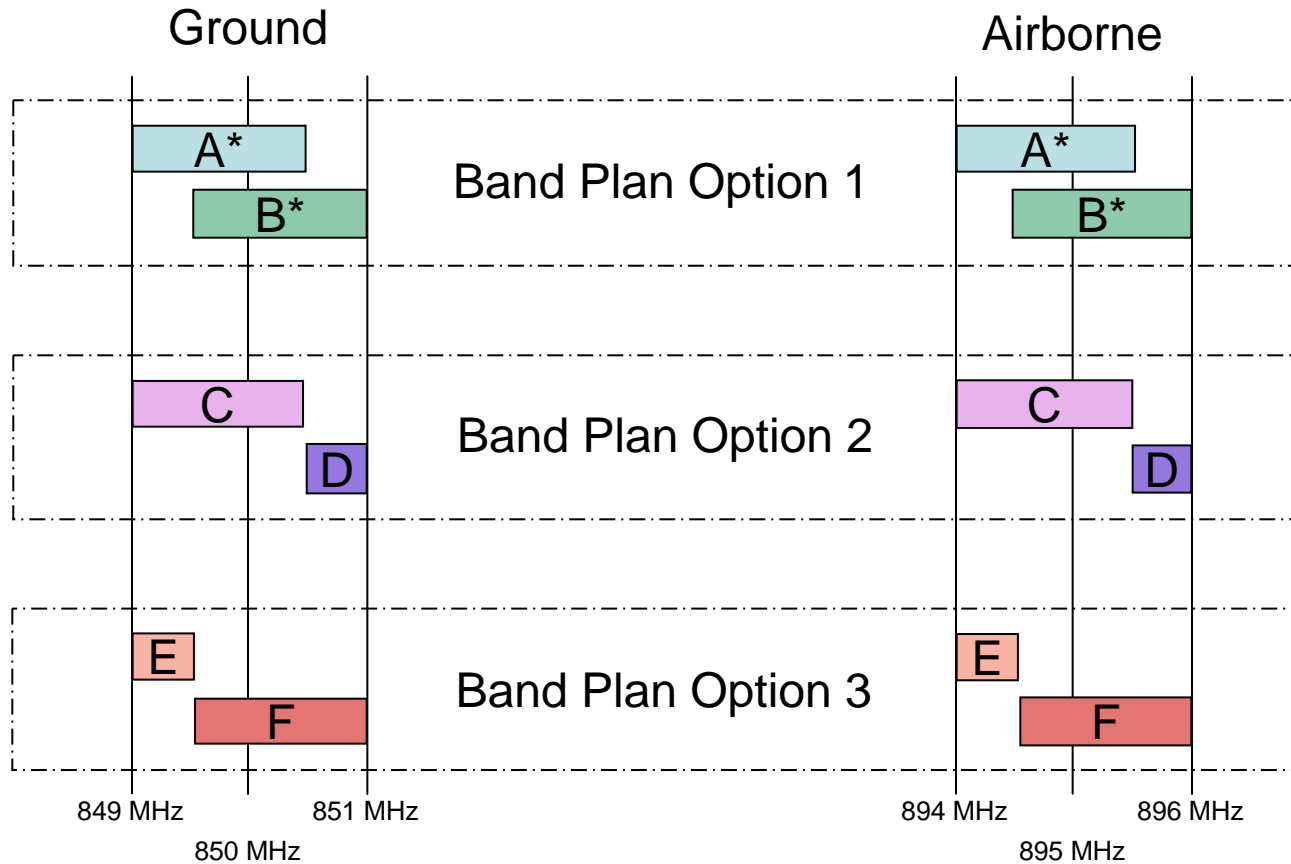 Ground
Airborne
A*
A*
Band Plan Option 1
B*
B*
C
C
Band Plan Option 2
D
D
E
E
Band Plan Option 3
F
F
849 MHz
851 MHz
894 MHz
896 MHz
850 MHz
895 MHz